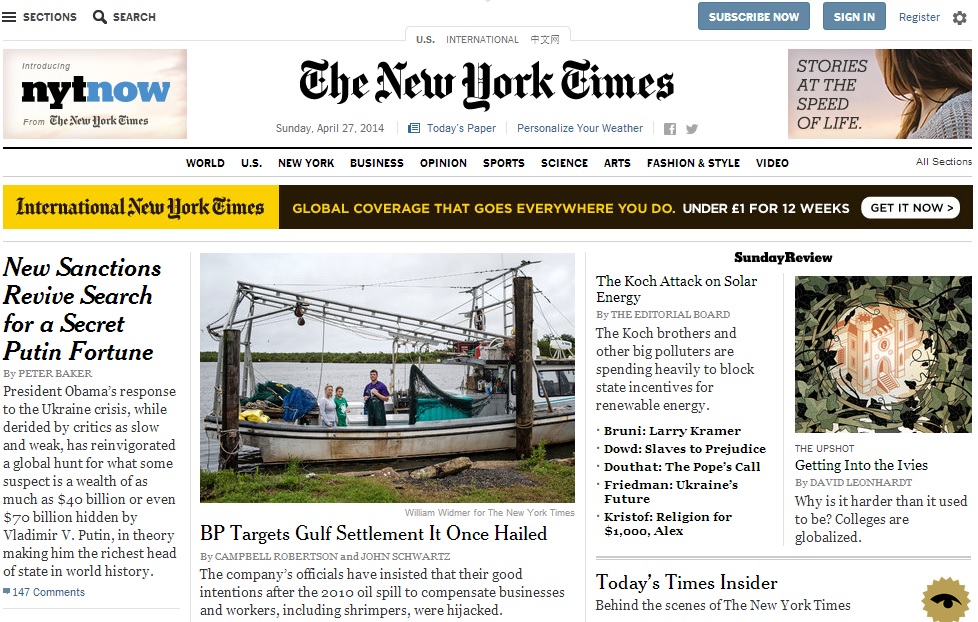 SECTIONS
SEARCH
SUBSCRIBE NOW
SIGN IN
Register
U.S.
INTERNATIONAL
中文网
Introducing
nytnow
From The New York Times
The New York Times
STORIES
AT THE
SPEED
OF LIFE.
Sunday, April 27, 2014
Today's Paper
Personalize Your Weather
WORLD
U.S.
NEW YORK
BUSINESS
OPINION
SPORTS
SCIENCE
ARTS
FASHION & STYLE
VIDEO
All Sections
International New York Times
GLOBAL COVERAGE THAT GOES EVERYWHERE YOU DO. UNDER £1 FOR 12 WEEKS
GET IT NOW >
New Sanctions
Revive Search
for a Secret
Putin Fortune
By PETER BAKER
President Obama's response
to the Ukraine crisis, while
derided by critics as slow
and weak, has reinvigorated
a global hunt for what some
suspect is a wealth of as
much as $40 billion or even
$70 billion hidden by
Vladimir V. Putin, in theory
making him the richest head
of state in world history.
147 Comments
William Widmer for The New York Times
BP Targets Gulf Settlement It Once Hailed
By CAMPBELL ROBERTSON and JOHN SCHWARTZ
The company's officials have insisted that their good
intentions after the 2010 oil spill to compensate businesses
and workers, including shrimpers, were hijacked.
SundayReview
The Koch Attack on Solar
Energy
By THE EDITORIAL BOARD
The Koch brothers and
other big polluters are
spending heavily to block
state incentives for
renewable energy.
· Bruni: Larry Kramer
· Dowd: Slaves to Prejudice
· Douthat: The Pope's Call
· Friedman: Ukraine's
Future
· Kristof: Religion for
$1,000, Alex
THE UPSHOT
Getting Into the Ivies
By DAVID LEONHARDT
Why is it harder than it used
to be? Colleges are
globalized.
Today's Times Insider
Behind the scenes of The New York Times